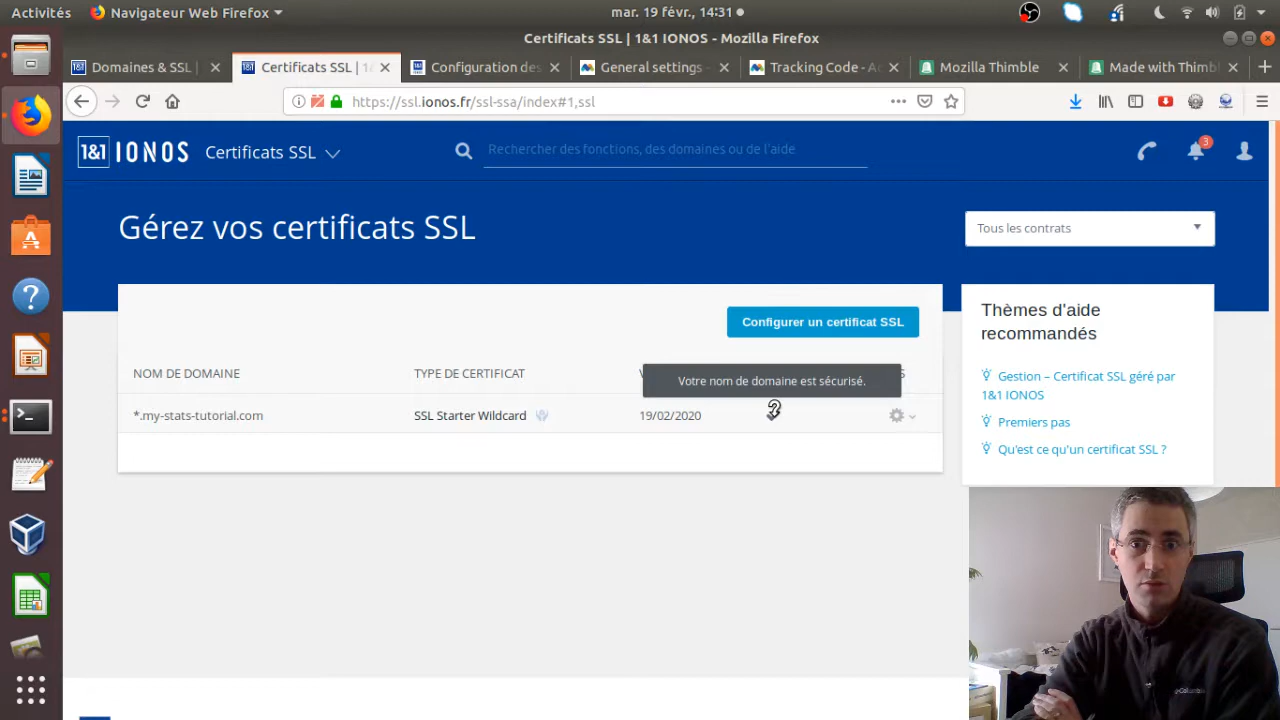 Activités
Navigateur Web Firefox
mar. 19 févr., 14:31
Certificats SSL | 1&1 IONOS - Mozilla Firefox
Domaines & SSL |
Certificats SSL | 1&
Configuration des
General settings -
Tracking Code - Ac
Mozilla Thimble
Made with Thimb
https://ssl.ionos.fr/ssl-ssa/index#1,ssl
1&1 IONOS
Certificats SSL
Rechercher des fonctions, des domaines ou de l'aide
3
Gérez vos certificats SSL
Tous les contrats
Configurer un certificat SSL
Thèmes d'aide
recommandés
NOM DE DOMAINE
TYPE DE CERTIFICAT
V
Votre nom de domaine est sécurisé.
S
Gestion – Certificat SSL géré par
1&1 IONOS
*.my-stats-tutorial.com
SSL Starter Wildcard
19/02/2020
Premiers pas
Qu'est ce qu'un certificat SSL ?
Columbia